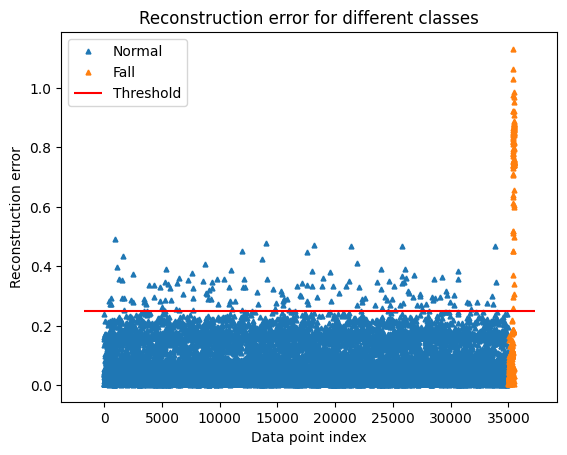 Reconstruction error for different classes
Normal
Fall
Threshold
Reconstruction error
1.0
0.8
0.6
0.4
0.2
0.0
0 5000 10000 15000 20000 25000 30000 35000
Data point index